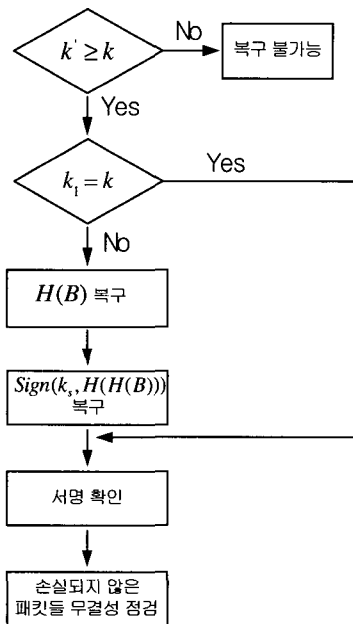 k' ≥ k
No
복구 불가능
Yes
k₁ = k
Yes
No
H(B) 복구
Sign(kₛ, H(H(B)))
복구
서명 확인
손실되지 않은
패킷들 무결성 점검